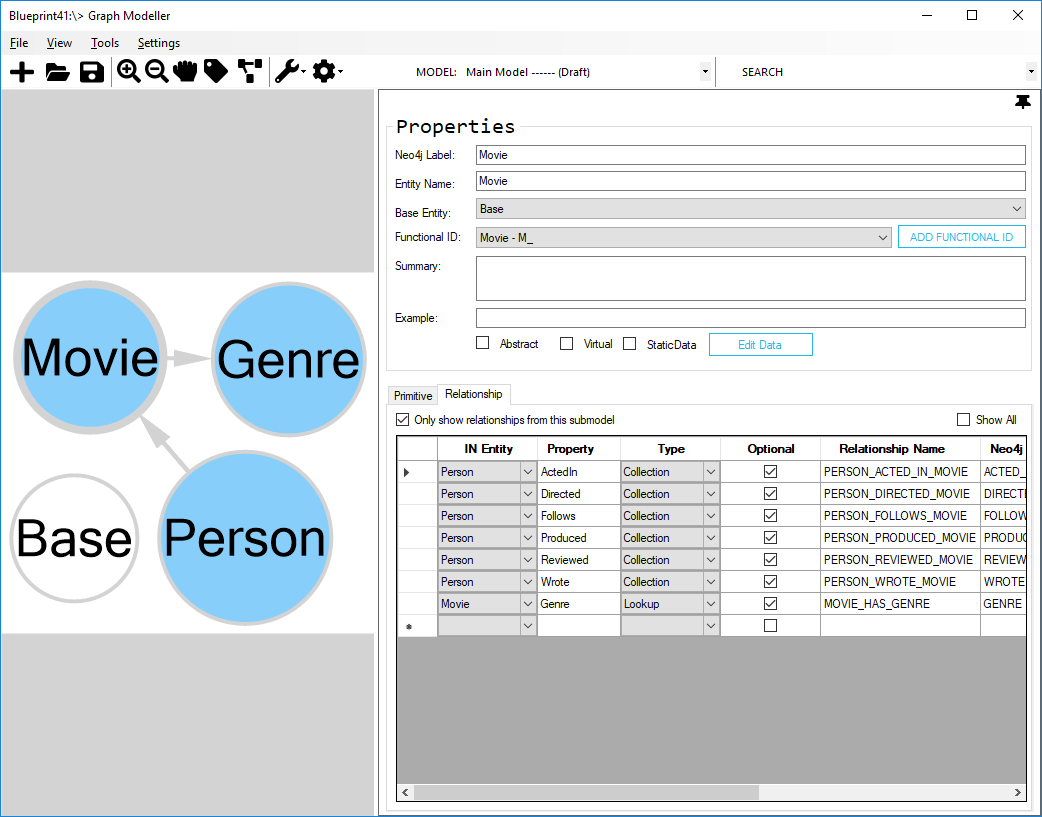 Blueprint41:\> Graph Modeller
File View Tools Settings
MODEL: Main Model ------ (Draft) SEARCH
Properties
Neo4j Label: Movie
Entity Name: Movie
Base Entity: Base
Functional ID: Movie - M_ ADD FUNCTIONAL ID
Summary:
Example:
Abstract Virtual StaticData Edit Data
Movie Genre
Base Person
Primitive Relationship
Only show relationships from this submodel Show All
IN Entity Property Type Optional Relationship Name Neo4j
Person ActedIn Collection PERSON_ACTED_IN_MOVIE ACTED_
Person Directed Collection PERSON_DIRECTED_MOVIE DIRECTE
Person Follows Collection PERSON_FOLLOWS_MOVIE FOLLOW
Person Produced Collection PERSON_PRODUCED_MOVIE PRODUC
Person Reviewed Collection PERSON_REVIEWED_MOVIE REVIEW
Person Wrote Collection PERSON_WROTE_MOVIE WROTE
Movie Genre Lookup MOVIE_HAS_GENRE GENRE